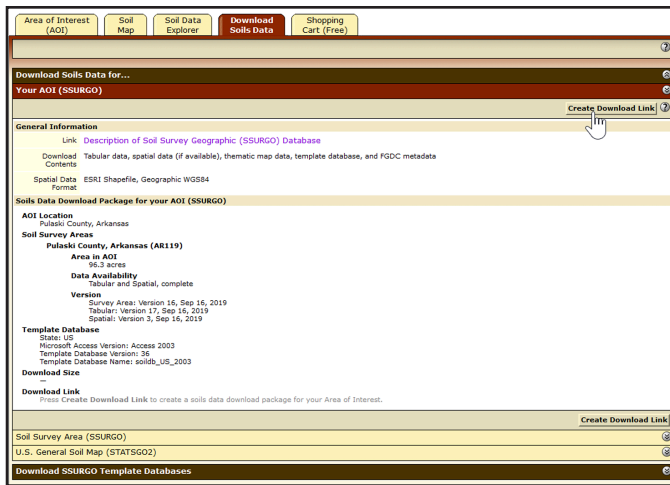 Area of Interest
(AOI)
Soil
Map
Soil Data
Explorer
Download
Soils Data
Shopping
Cart (Free)
Download Soils Data for...
Your AOI (SSURGO)
Create Download Link
General Information
Link Description of Soil Survey Geographic (SSURGO) Database
Download Contents Tabular data, spatial data (if available), thematic map data, template database, and FGDC metadata
Spatial Data Format ESRI Shapefile, Geographic WGS84
Soils Data Download Package for your AOI (SSURGO)
AOI Location
Pulaski County, Arkansas
Soil Survey Areas
Pulaski County, Arkansas (AR119)
Area in AOI
96.3 acres
Data Availability
Tabular and Spatial, complete
Version
Survey Area: Version 16, Sep 16, 2019
Tabular: Version 17, Sep 16, 2019
Spatial: Version 3, Sep 16, 2019
Template Database
State: US
Microsoft Access Version: Access 2003
Template Database Version: 36
Template Database Name: soildb_US_2003
Download Size
—
Download Link
Press Create Download Link to create a soils data download package for your Area of Interest.
Create Download Link
Soil Survey Area (SSURGO)
U.S. General Soil Map (STATSGO2)
Download SSURGO Template Databases